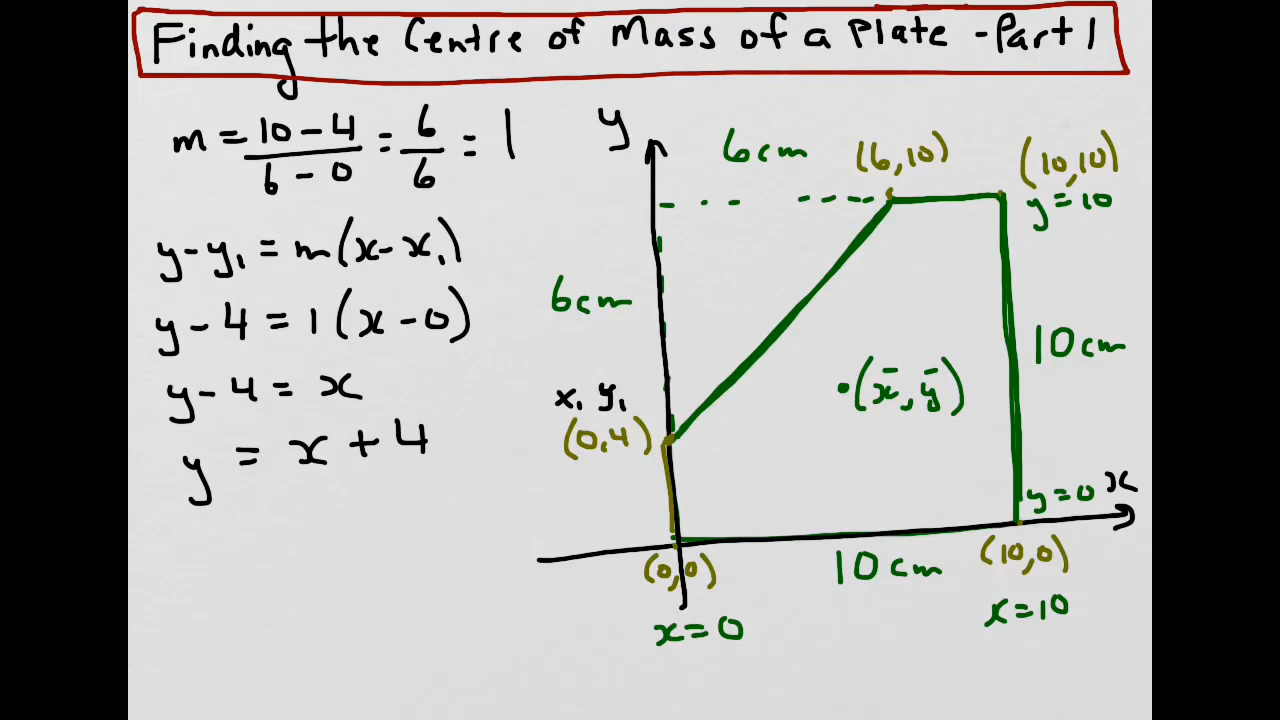 Finding the Centre of Mass of a Plate - Part 1
m = 10 - 4 / 6 - 0 = 6 / 6 = 1
y - y₁ = m(x - x₁)
y - 4 = 1(x - 0)
y - 4 = x
y = x + 4
y
6cm
(6,10)
(10,10)
y = 10
6cm
10cm
(x̄, ȳ)
x₁ y₁
(0,4)
y = 0
x
(0,0)
10cm
(10,0)
x = 0
x = 10